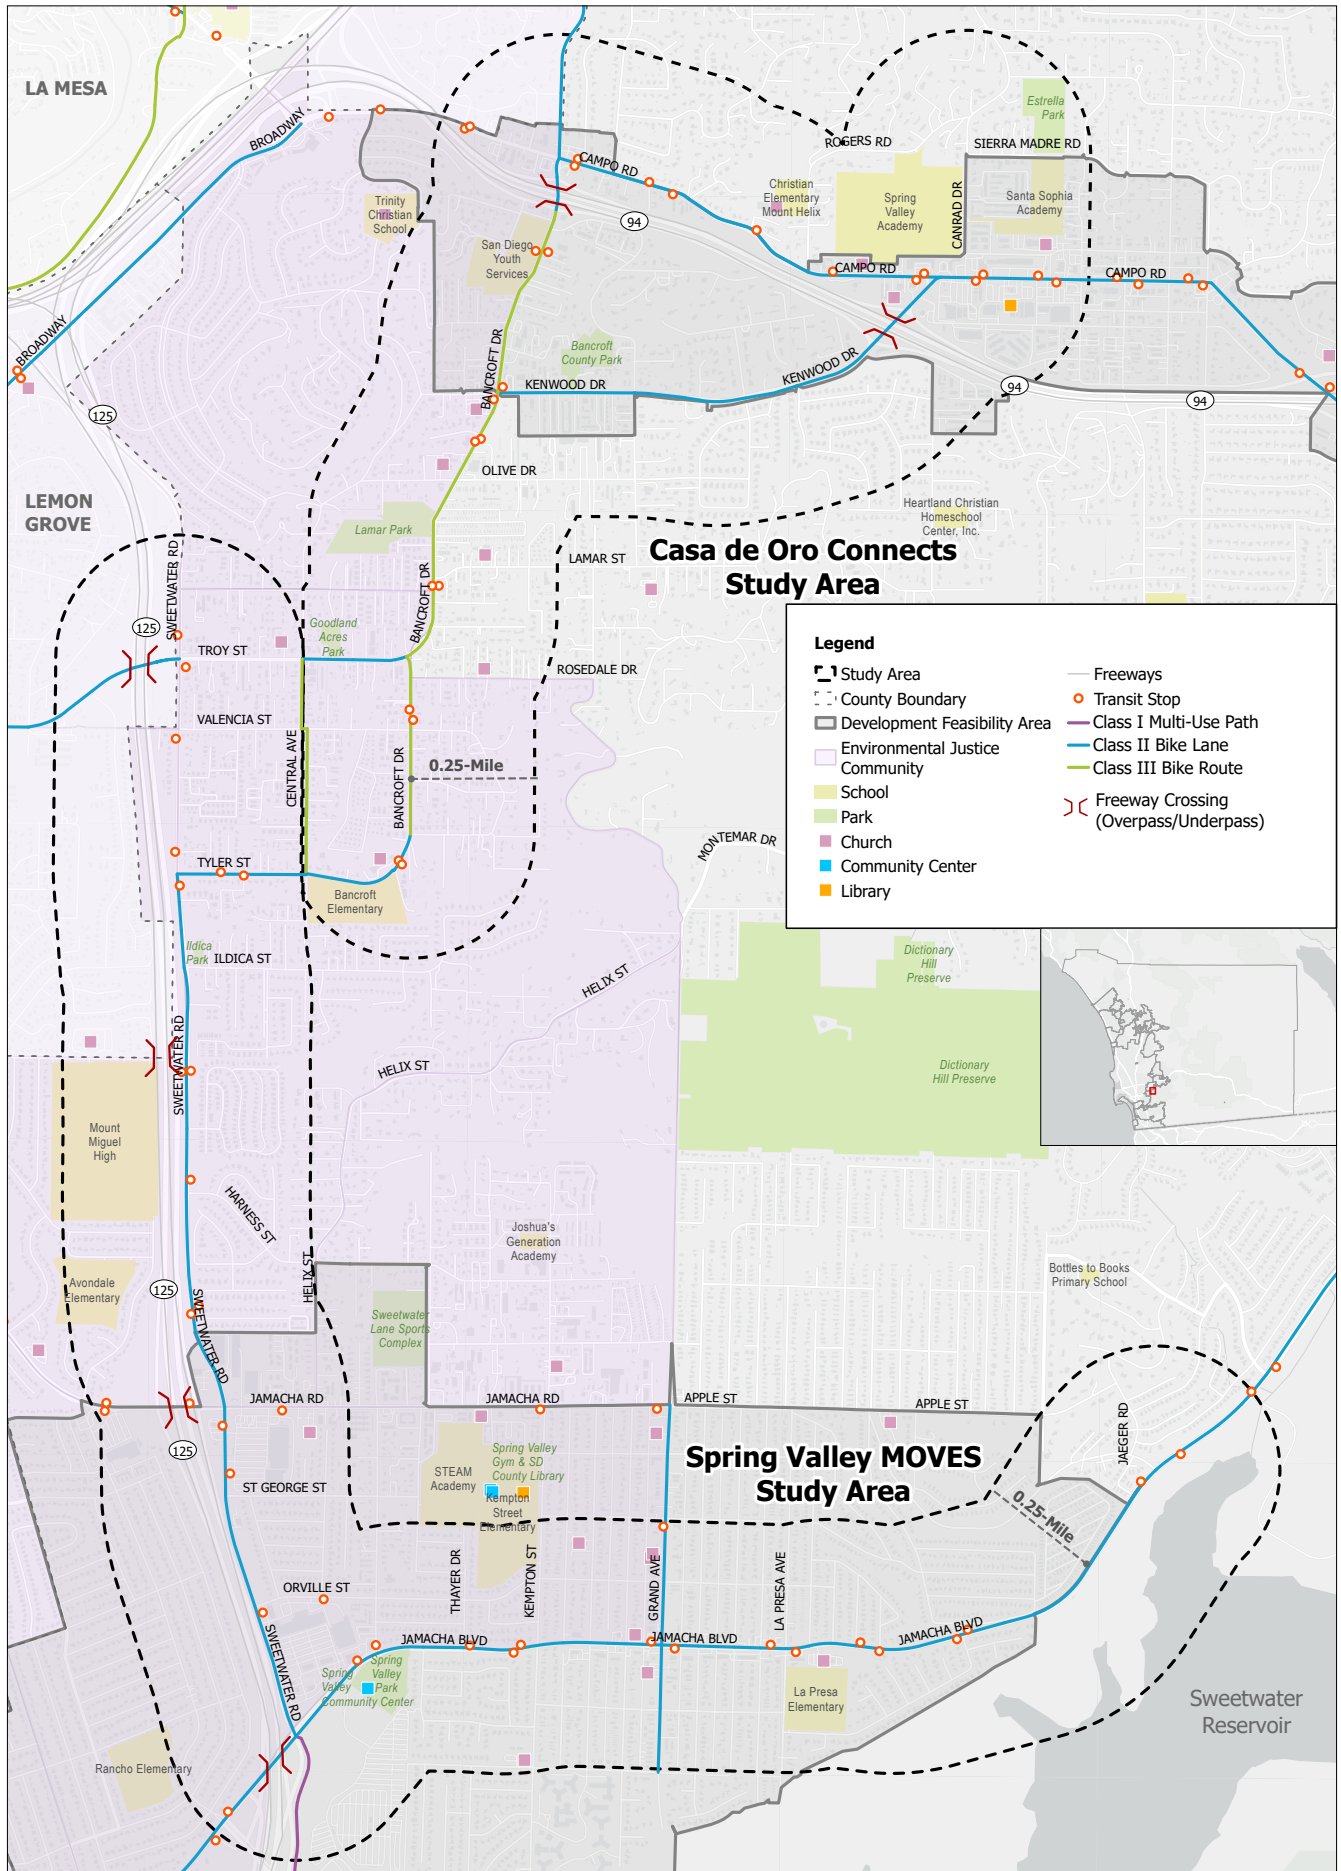 LA MESA
BROADWAY
Estrella
Park
ROGERS RD
SIERRA MADRE RD
CAMPO RD
Christian
Elementary
Mount Helix
Spring
Valley
Academy
CANRAD DR
Santa Sophia
Academy
Trinity
Christian
School
94
San Diego
Youth
Services
CAMPO RD
CAMPO RD
BROADWAY
BANCROFT DR
Bancroft
County Park
KENWOOD DR
KENWOOD DR
94
94
125
OLIVE DR
LEMON
GROVE
Heartland Christian
Homeschool
Center, Inc.
Lamar Park
SWEETWATER RD
LAMAR ST
Casa de Oro Connects
Study Area
BANCROFT DR
125
Goodland
Acres
Park
TROY ST
ROSEDALE DR
VALENCIA ST
CENTRAL AVE
BANCROFT DR
0.25-Mile
Legend
Study Area
County Boundary
Development Feasibility Area
Environmental Justice
Community
School
Park
Church
Community Center
Library
Freeways
Transit Stop
Class I Multi-Use Path
Class II Bike Lane
Class III Bike Route
Freeway Crossing
(Overpass/Underpass)
MONTEMAR DR
TYLER ST
Bancroft
Elementary
Ildica
Park
ILDICA ST
HELIX ST
Dictionary
Hill
Preserve
SWEETWATER RD
HELIX ST
Dictionary
Hill Preserve
Mount
Miguel
High
HARNESS ST
Joshua's
Generation
Academy
HELIX ST
Bottles to Books
Primary School
Avondale
Elementary
125
SWEETWATER RD
Sweetwater
Lane Sports
Complex
JAMACHA RD
JAMACHA RD
APPLE ST
APPLE ST
JAEGER RD
125
Spring Valley
Gym & SD
County Library
Spring Valley MOVES
Study Area
STEAM
Academy
ST GEORGE ST
Kempton
Street
Elementary
0.25-Mile
ORVILLE ST
THAYER DR
KEMPTON ST
GRAND AVE
LA PRESA AVE
SWEETWATER RD
JAMACHA BLVD
JAMACHA BLVD
JAMACHA BLVD
Spring
Valley
Park
Spring
Valley
Community Center
La Presa
Elementary
Sweetwater
Reservoir
Rancho Elementary